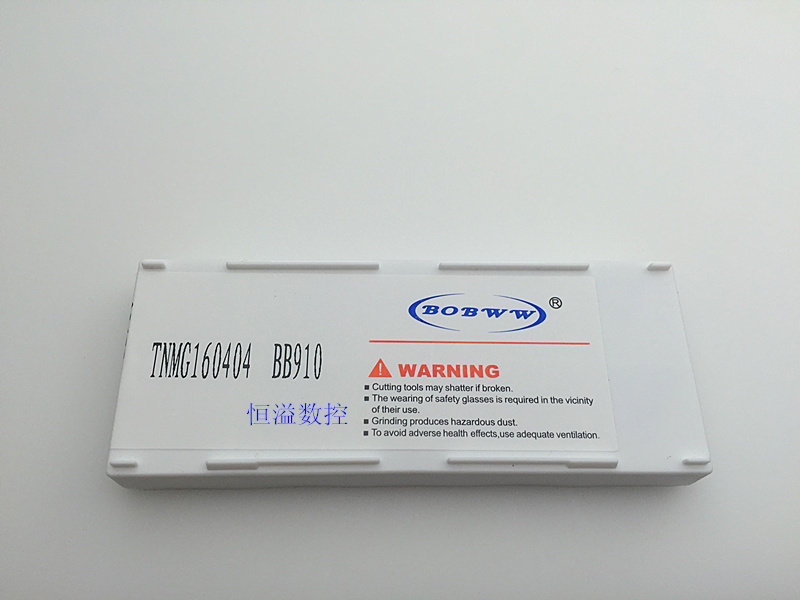 BOBWW®
TNMG160404 BB910
WARNING
■ Cutting tools may shatter if broken.
■ The wearing of safety glasses is required in the vicinity
of their use.
■ Grinding produces hazardous dust.
■ To avoid adverse health effects,use adequate ventilation.
恒溢数控